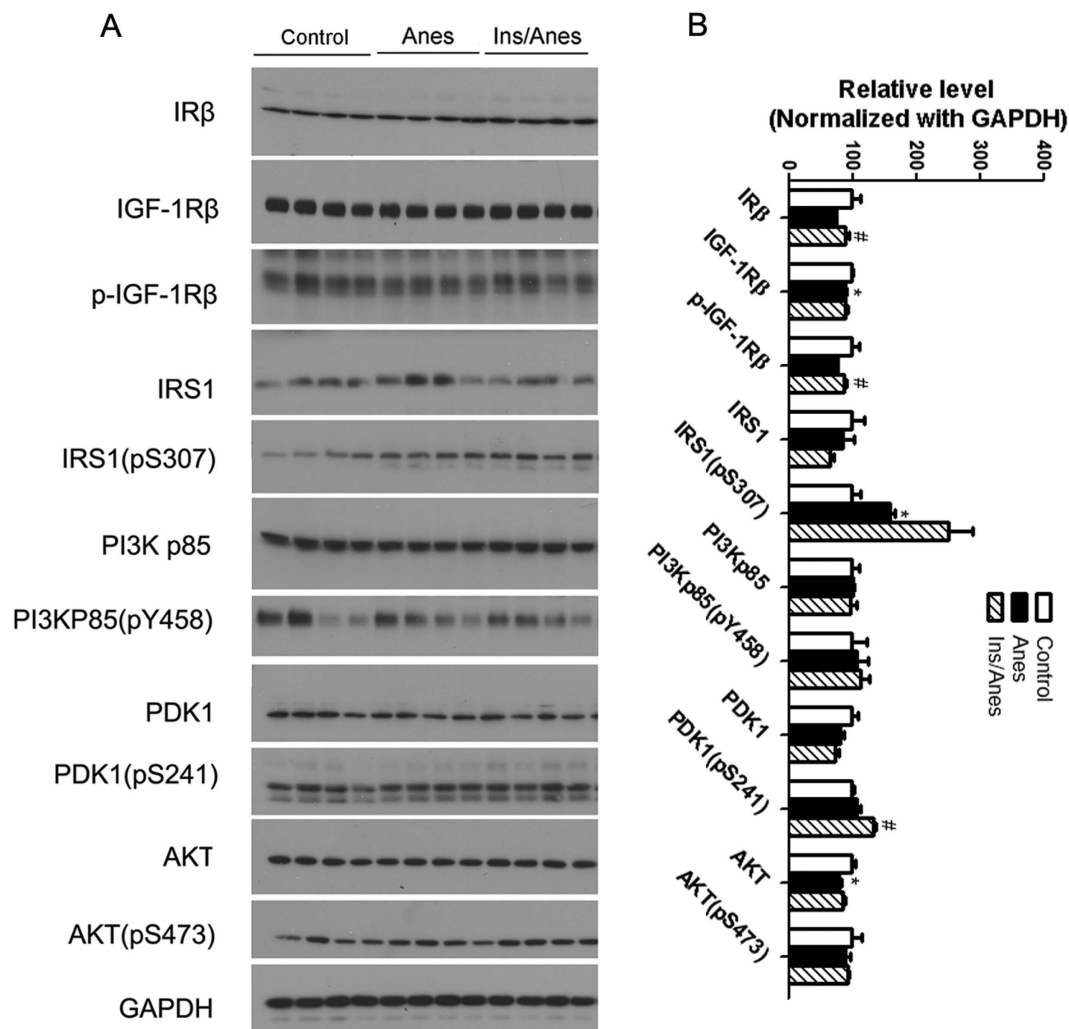 A
Control
Anes
Ins/Anes
IRβ
IGF-1Rβ
p-IGF-1Rβ
IRS1
IRS1(pS307)
PI3K p85
PI3KP85(pY458)
PDK1
PDK1(pS241)
AKT
AKT(pS473)
GAPDH
B
Relative level
(Normalized with GAPDH)
0
100
200
300
400
IRβ
#
IGF-1Rβ
*
p-IGF-1Rβ
#
IRS1
IRS1(pS307)
*
PI3Kp85
PI3Kp85(pY458)
PDK1
PDK1(pS241)
#
AKT
*
AKT(pS473)
Control
Anes
Ins/Anes